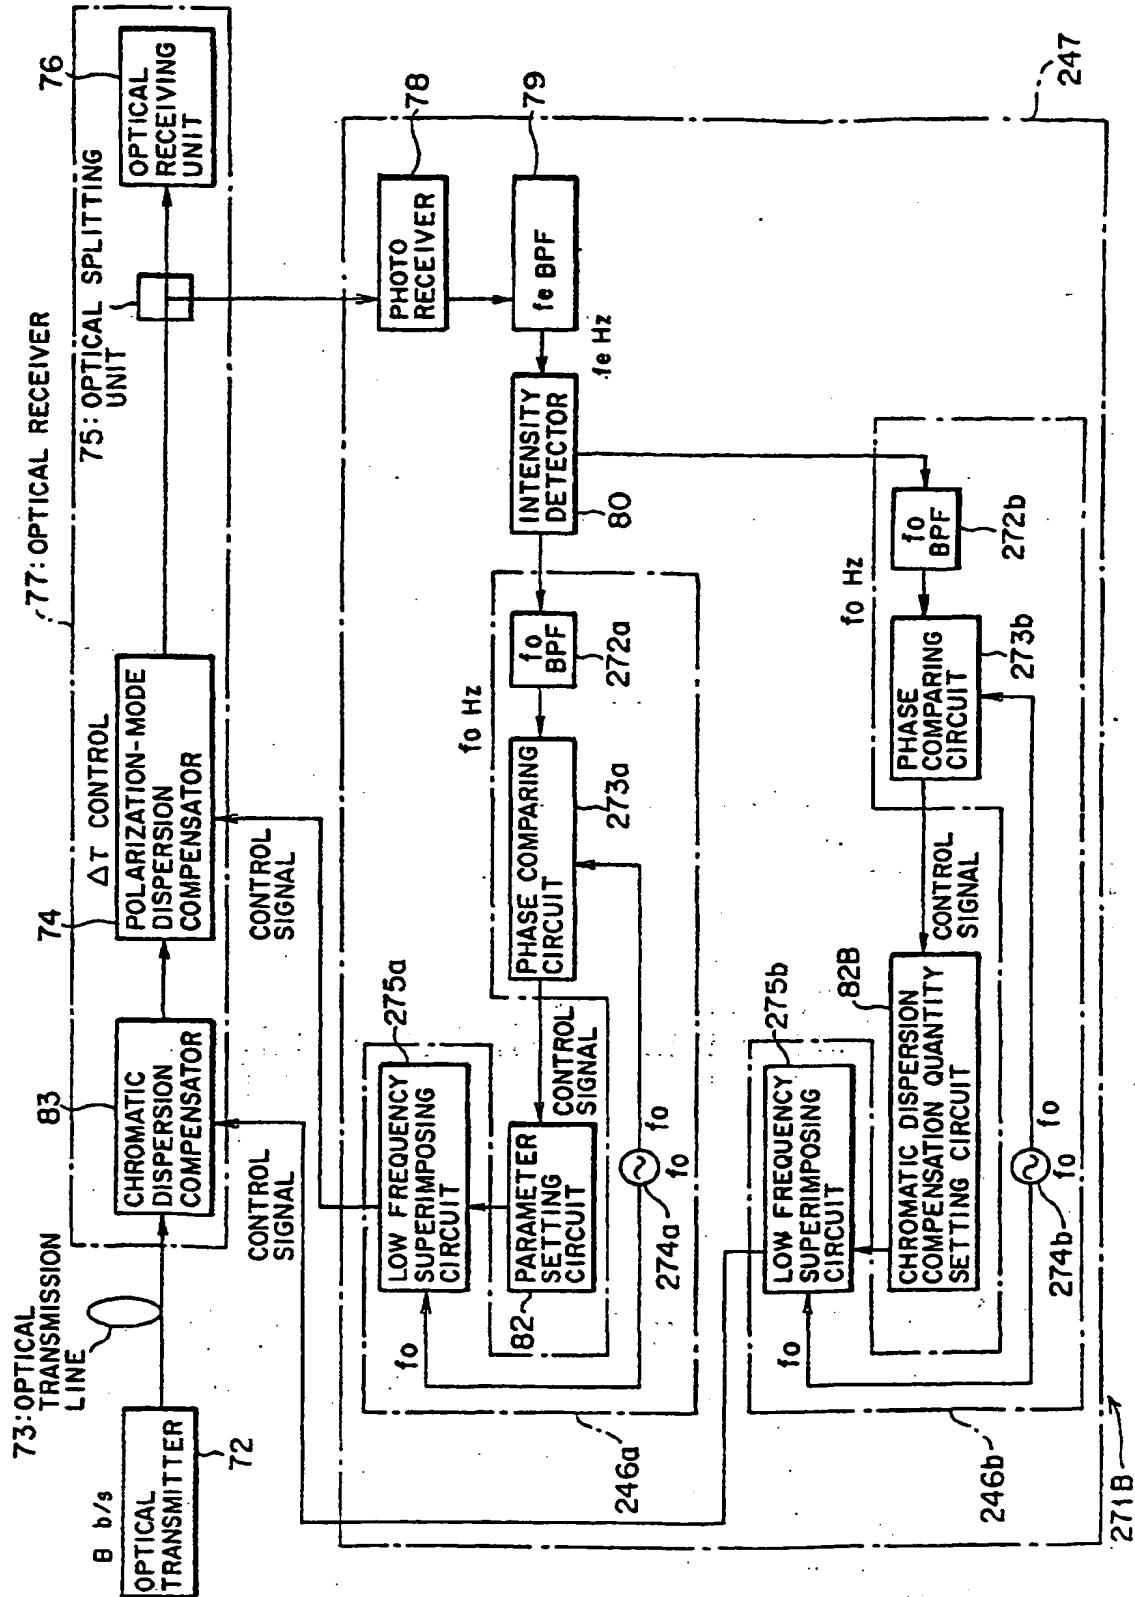 B b/s
OPTICAL
TRANSMITTER
72
73:OPTICAL
TRANSMISSION
LINE
83
CHROMATIC
DISPERSION
COMPENSATOR
CONTROL
SIGNAL
74
ΔT CONTROL
POLARIZATION-MODE
DISPERSION
COMPENSATOR
CONTROL
SIGNAL
77:OPTICAL RECEIVER
75:OPTICAL SPLITTING
UNIT
76
OPTICAL
RECEIVING
UNIT
PHOTO
RECEIVER
78
fe BPF
79
fe Hz
INTENSITY
DETECTOR
80
fo
BPF
272a
fo Hz
PHASE COMPARING
CIRCUIT
273a
CONTROL
SIGNAL
LOW FREQUENCY
SUPERIMPOSING
CIRCUIT
275a
PARAMETER
SETTING
CIRCUIT
82
fo
fo
fo
274a
246a
fo
BPF
272b
fo Hz
PHASE
COMPARING
CIRCUIT
273b
CONTROL
SIGNAL
82B
CHROMATIC DISPERSION
COMPENSATION QUANTITY
SETTING CIRCUIT
LOW FREQUENCY
SUPERIMPOSING
CIRCUIT
275b
fo
fo
fo
274b
246b
247
271B